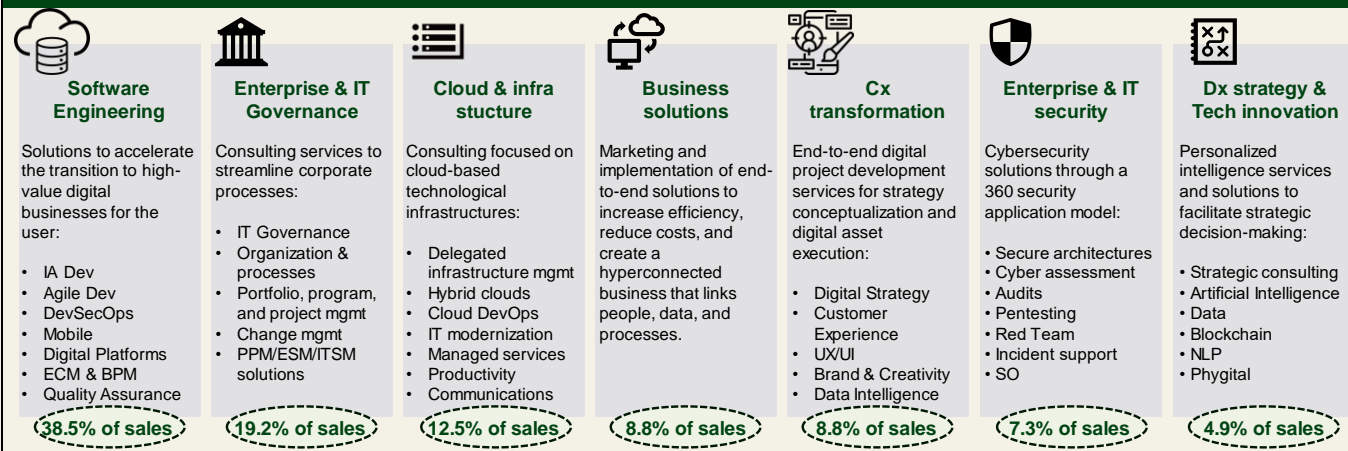 Software
Engineering
Solutions to accelerate
the transition to high-
value digital
businesses for the
user:
• IA Dev
• Agile Dev
• DevSecOps
• Mobile
• Digital Platforms
• ECM & BPM
• Quality Assurance
38.5% of sales
Enterprise & IT
Governance
Consulting services to
streamline corporate
processes:
• IT Governance
• Organization &
processes
• Portfolio, program,
and project mgmt
• Change mgmt
• PPM/ESM/ITSM
solutions
19.2% of sales
Cloud & infra
stucture
Consulting focused on
cloud-based
technological
infrastructures:
• Delegated
infrastructure mgmt
• Hybrid clouds
• Cloud DevOps
• IT modernization
• Managed services
• Productivity
• Communications
12.5% of sales
Business
solutions
Marketing and
implementation of end-
to-end solutions to
increase efficiency,
reduce costs, and
create a
hyperconnected
business that links
people, data, and
processes.
8.8% of sales
Cx
transformation
End-to-end digital
project development
services for strategy
conceptualization and
digital asset
execution:
• Digital Strategy
• Customer
Experience
• UX/UI
• Brand & Creativity
• Data Intelligence
8.8% of sales
Enterprise & IT
security
Cybersecurity
solutions through a
360 security
application model:
• Secure architectures
• Cyber assessment
• Audits
• Pentesting
• Red Team
• Incident support
• SO
7.3% of sales
Dx strategy &
Tech innovation
Personalized
intelligence services
and solutions to
facilitate strategic
decision-making:
• Strategic consulting
• Artificial Intelligence
• Data
• Blockchain
• NLP
• Phygital
4.9% of sales